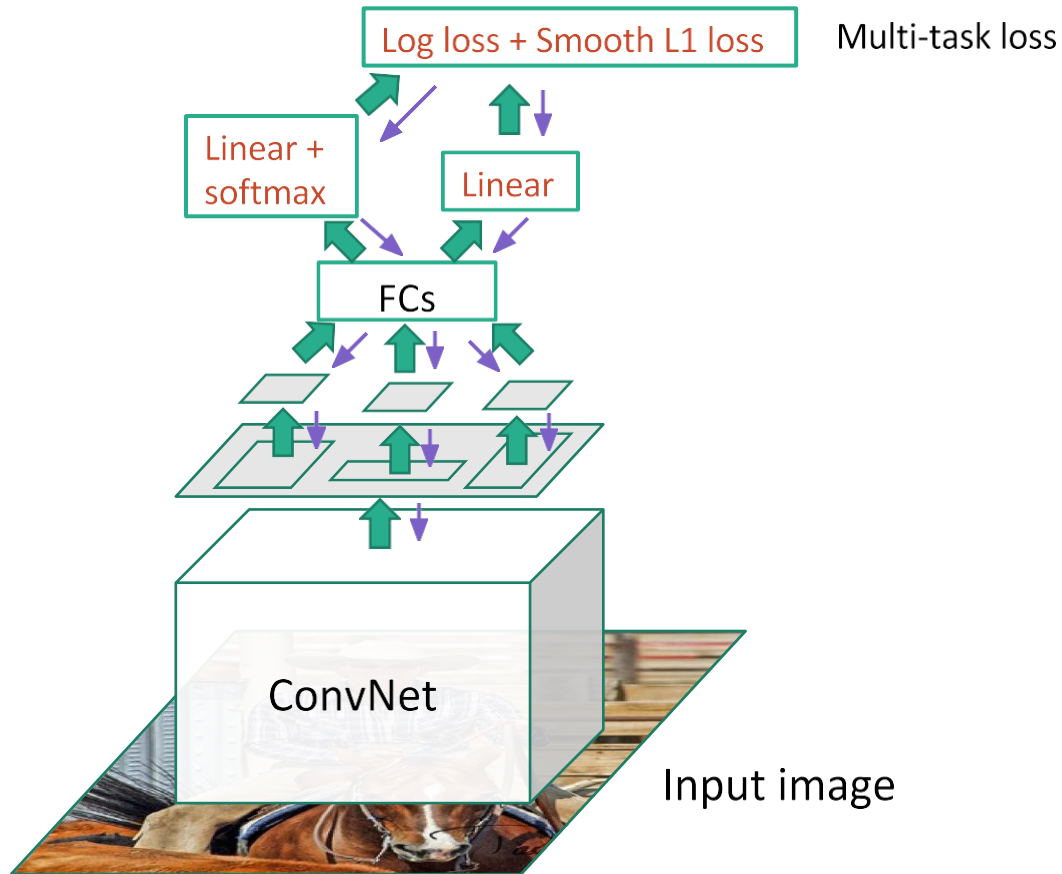 Log loss + Smooth L1 loss
Multi-task loss
Linear +
softmax
Linear
FCs
ConvNet
Input image